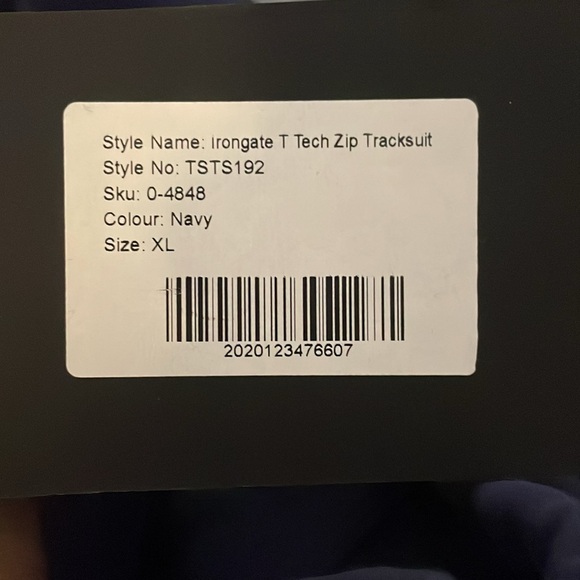 Style Name: Irongate T Tech Zip Tracksuit
Style No: TSTS192
Sku: 0-4848
Colour: Navy
Size: XL
2020123476607